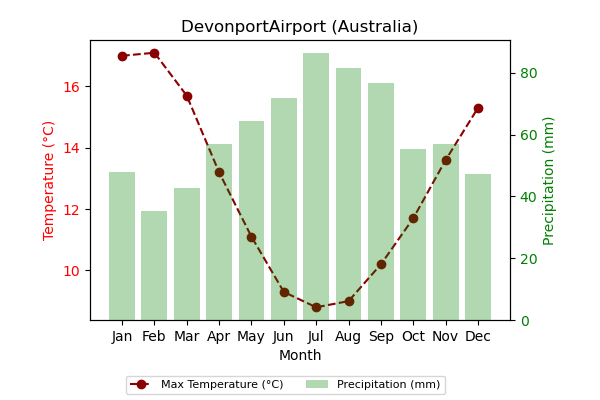 DevonportAirport (Australia)
Temperature (°C)
16
14
12
10
Precipitation (mm)
80
60
40
20
0
Jan Feb Mar Apr May Jun Jul Aug Sep Oct Nov Dec
Month
Max Temperature (°C) Precipitation (mm)